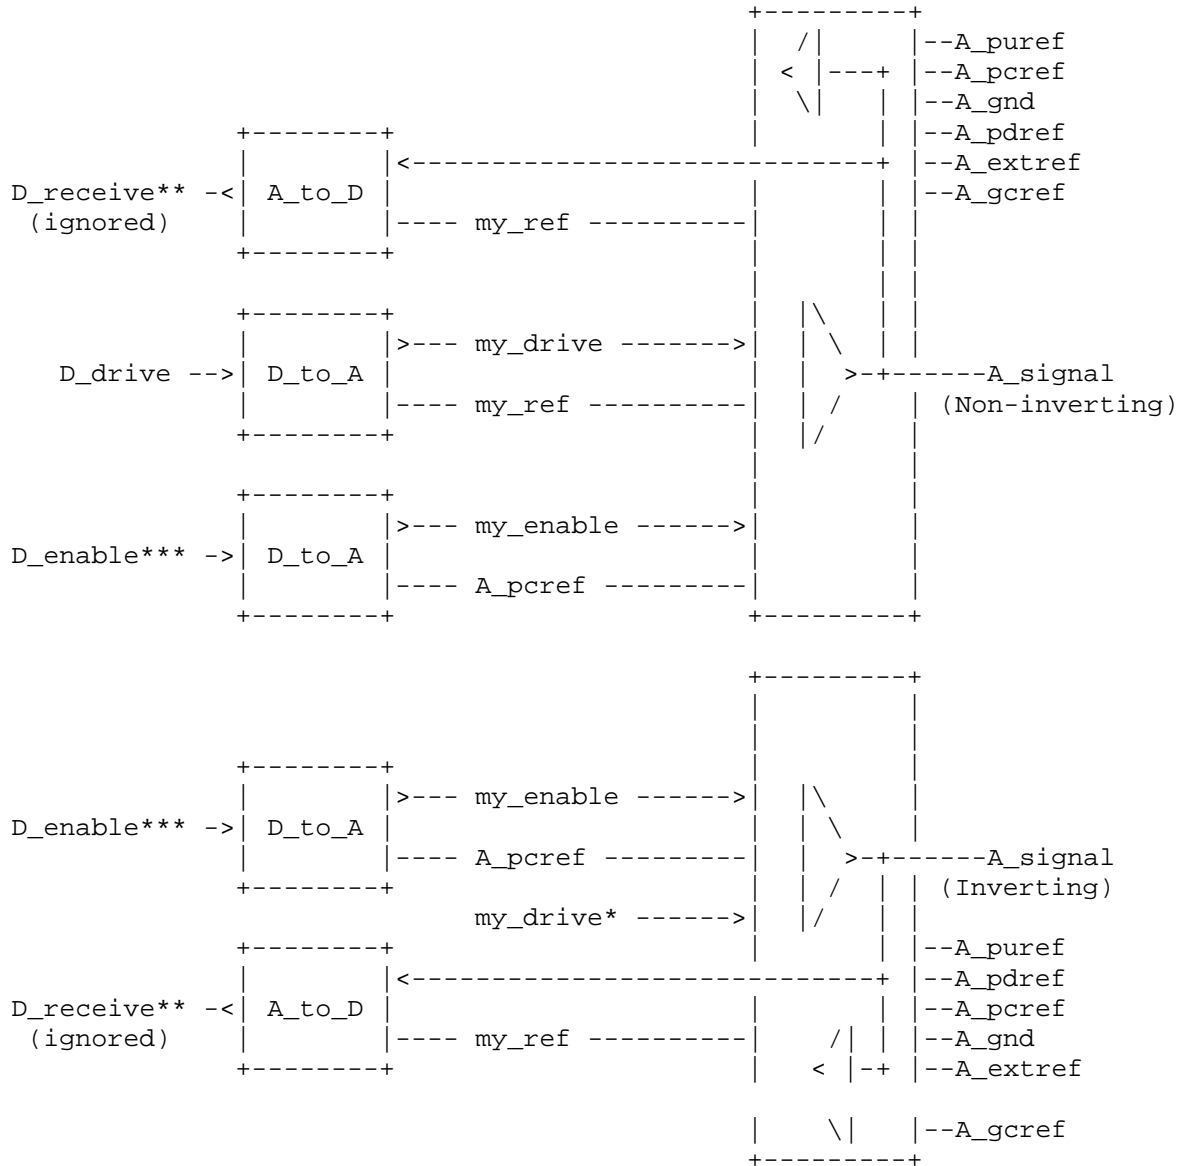 A_puref
A_pcref
A_gnd
A_pdref
A_extref
D_receive** A_to_D A_gcref
(ignored) my_ref
my_drive
D_drive D_to_A A_signal
my_ref (Non-inverting)
my_enable
D_enable*** D_to_A
A_pcref
my_enable
D_enable*** D_to_A
A_pcref A_signal
(Inverting)
my_drive*
A_puref
A_pdref
D_receive** A_to_D A_pcref
(ignored) my_ref A_gnd
A_extref
A_gcref